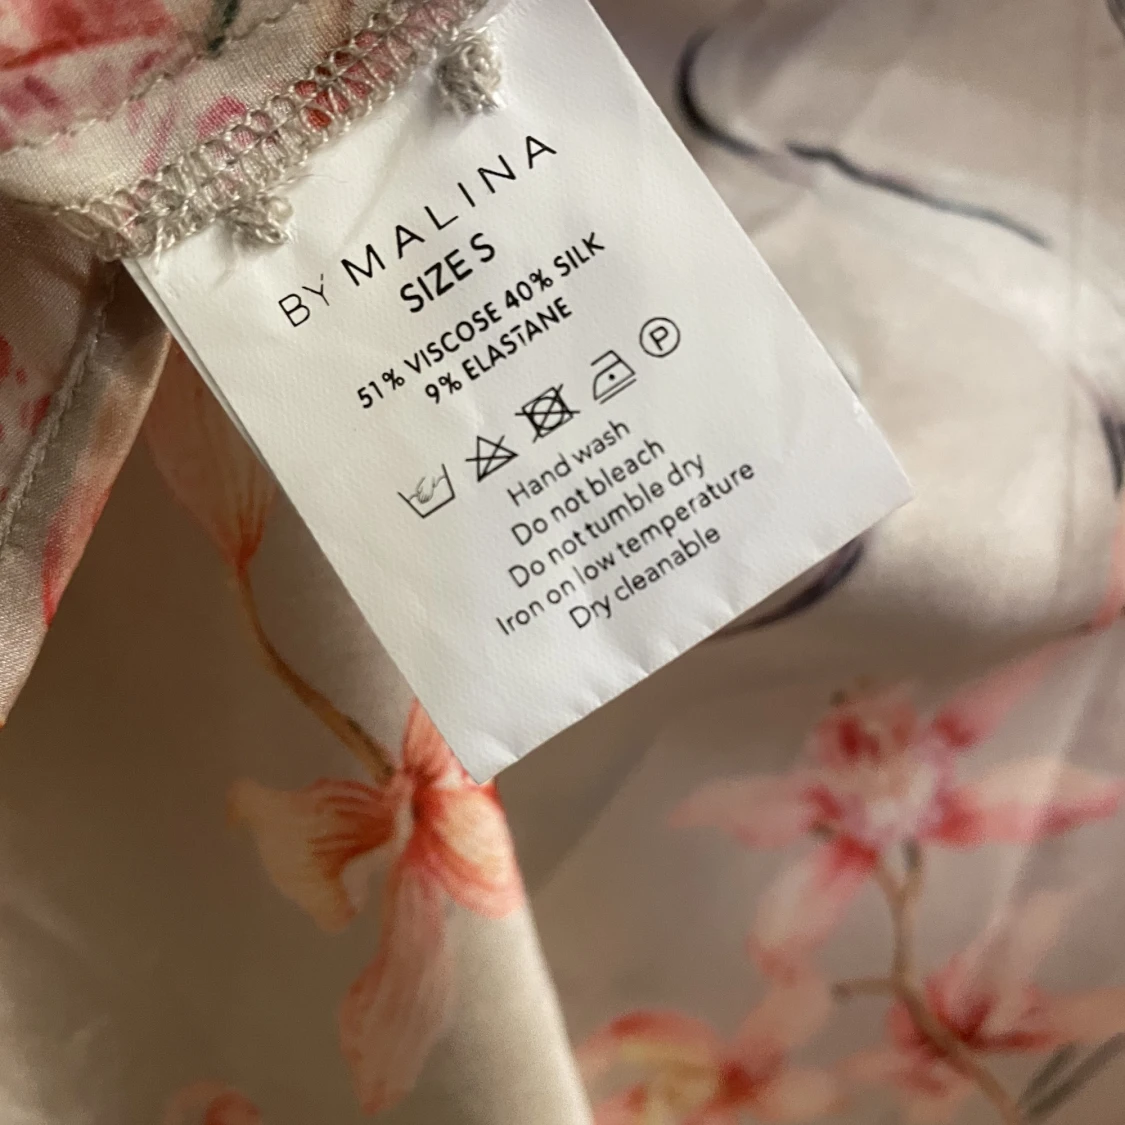 BY MALINA
SIZE S
51% VISCOSE 40% SILK
9% ELASTANE
P
Hand wash
Do not bleach
Do not tumble dry
Iron on low temperature
Dry cleanable